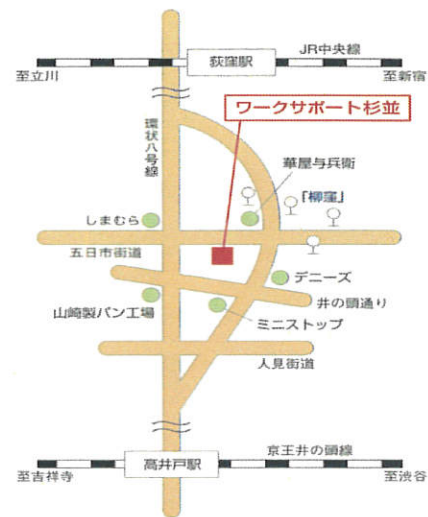 JR中央線
荻窪駅
至立川
至新宿
ワークサポート杉並
環状八号線
華屋与兵衛
「柳窪」
しまむら
五日市街道
デニーズ
井の頭通り
山崎製パン工場
ミニストップ
人見街道
京王井の頭線
高井戸駅
至吉祥寺
至渋谷